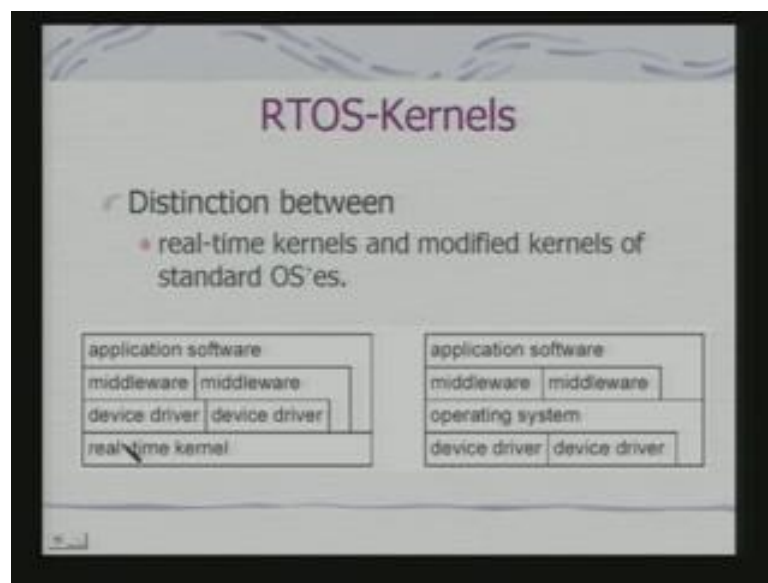 RTOS-Kernels
Distinction between
real-time kernels and modified kernels of
standard OS'es.
application software
middleware middleware
device driver device driver
real-time kernel
application software
middleware middleware
operating system
device driver device driver